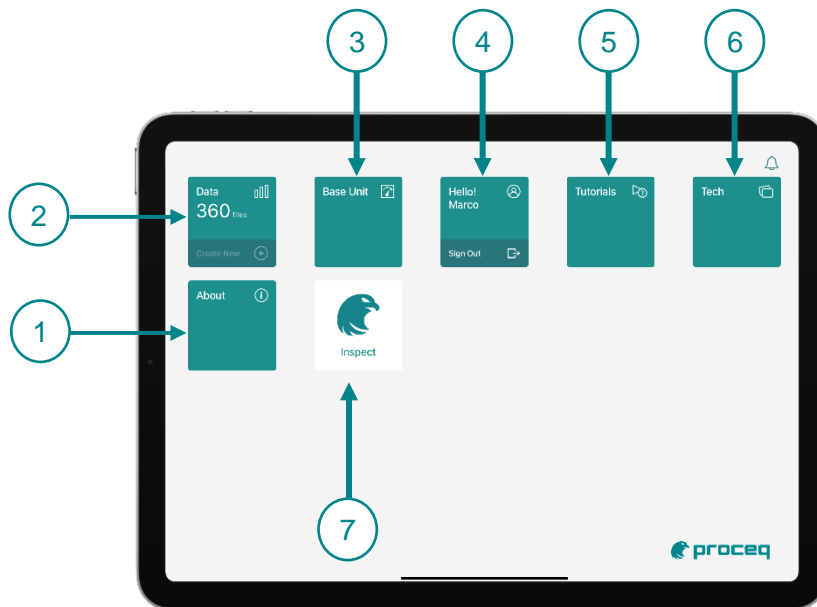 3
4
5
6
Data
360 files
Create New
Base Unit
Hello!
Marco
Sign Out
Tutorials
Tech
2
About
1
Inspect
7
proceq